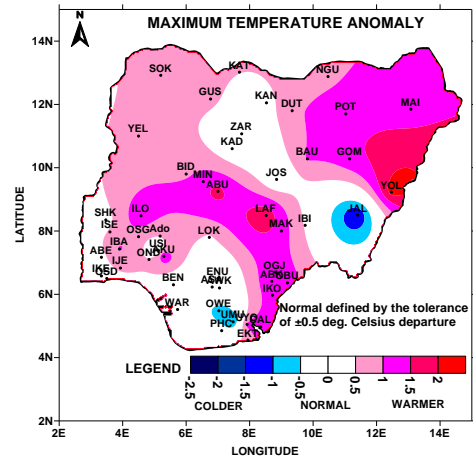 MAXIMUM TEMPERATURE ANOMALY
N
14N
12N
10N
8N
6N
4N
2N
LATITUDE
SOK
KAT
NGU
GUS
KAN
DUT
POT
MAI
YEL
ZAR
KAD
BAU
GOM
BID
MIN
ABU
JOS
YOL
SHK
ILO
LAF
IBI
JAL
ISE
OSG
Ado
MAK
IBA
USI
AKU
LOK
ABE
IJE
OND
OGJ
IKE
BEN
ENU
OBU
IKO
WAR
OWE
UMU
UYO
CAL
PHC
EKT
Normal defined by the tolerance
of ±0.5 deg. Celsius departure
LEGEND
-2.5 -2 -1.5 -1 -0.5 0.5 1 1.5 2
COLDER NORMAL WARMER
2E 4E 6E 8E 10E 12E 14E
LONGITUDE